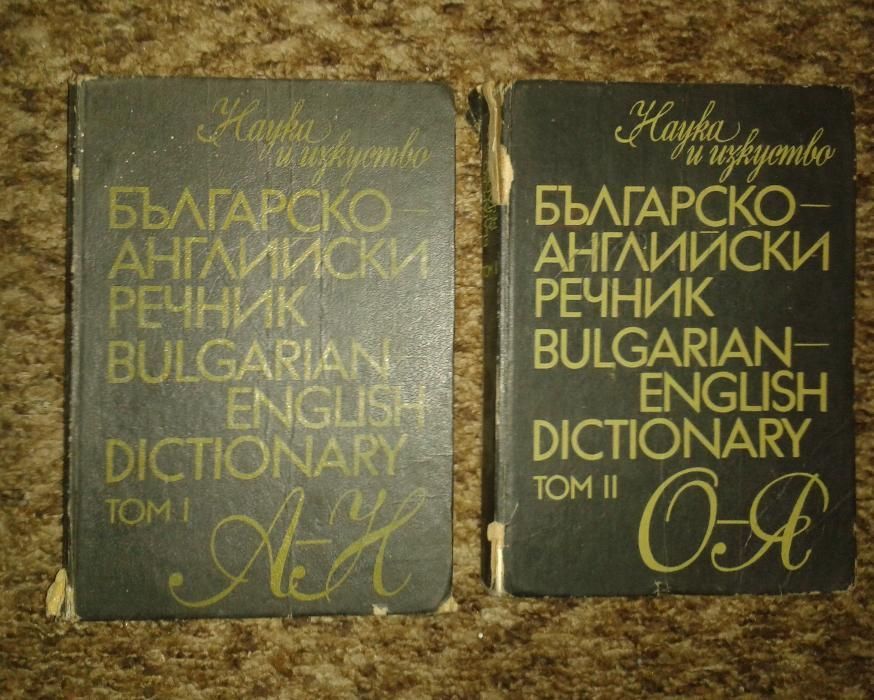 Наука
и изкуство
БЪЛГАРСКО–
АНГЛИЙСКИ
РЕЧНИК
BULGARIAN–
ENGLISH
DICTIONARY
ТОМ I
А–Н
Наука
и изкуство
БЪЛГАРСКО–
АНГЛИЙСКИ
РЕЧНИК
BULGARIAN–
ENGLISH
DICTIONARY
ТОМ II
О–Я